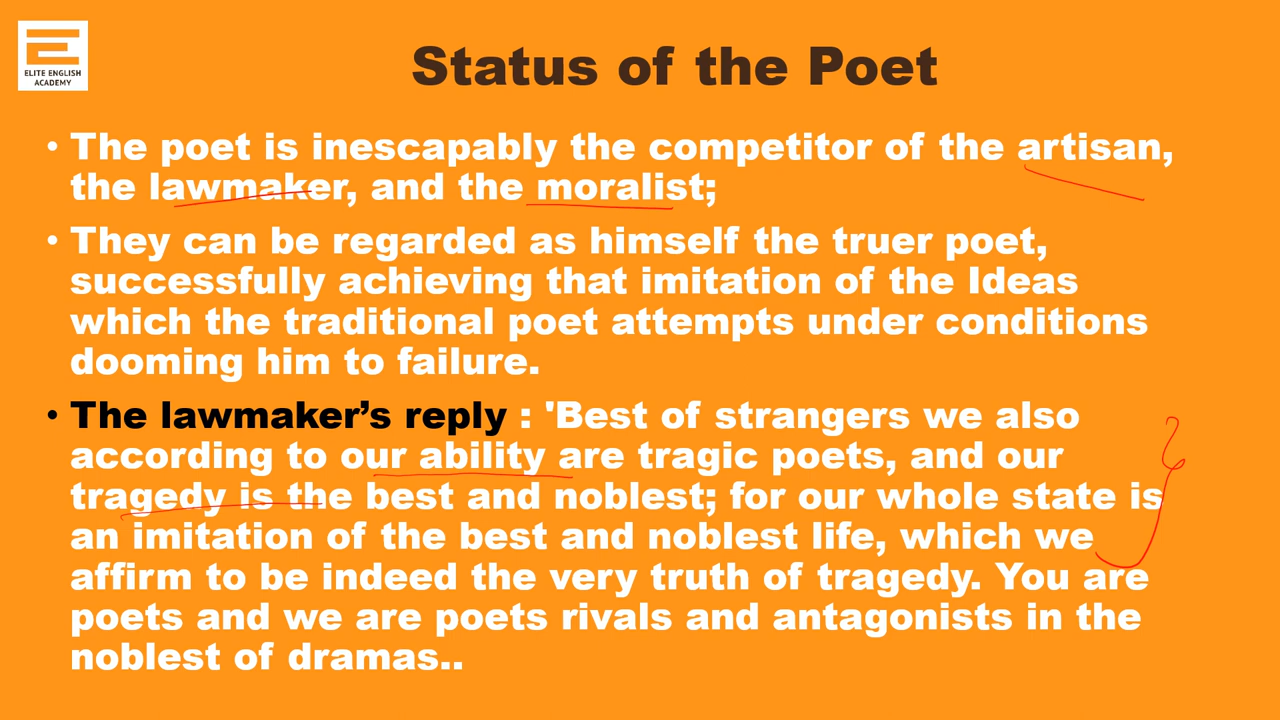 ELITE ENGLISH
ACADEMY
Status of the Poet
• The poet is inescapably the competitor of the artisan,
the lawmaker, and the moralist;
• They can be regarded as himself the truer poet,
successfully achieving that imitation of the Ideas
which the traditional poet attempts under conditions
dooming him to failure.
• The lawmaker’s reply : 'Best of strangers we also
according to our ability are tragic poets, and our
tragedy is the best and noblest; for our whole state is
an imitation of the best and noblest life, which we
affirm to be indeed the very truth of tragedy. You are
poets and we are poets rivals and antagonists in the
noblest of dramas..